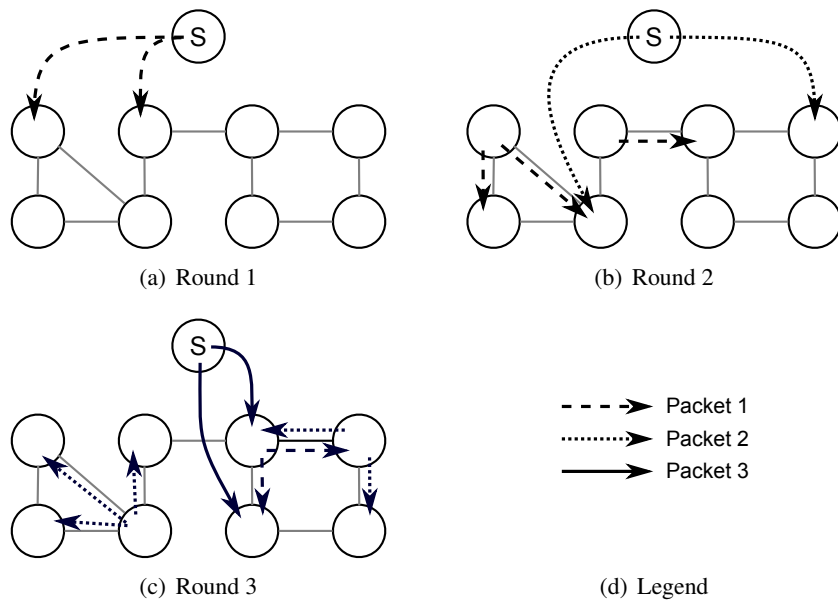 S
S
(a) Round 1
(b) Round 2
S
Packet 1
Packet 2
Packet 3
(c) Round 3
(d) Legend